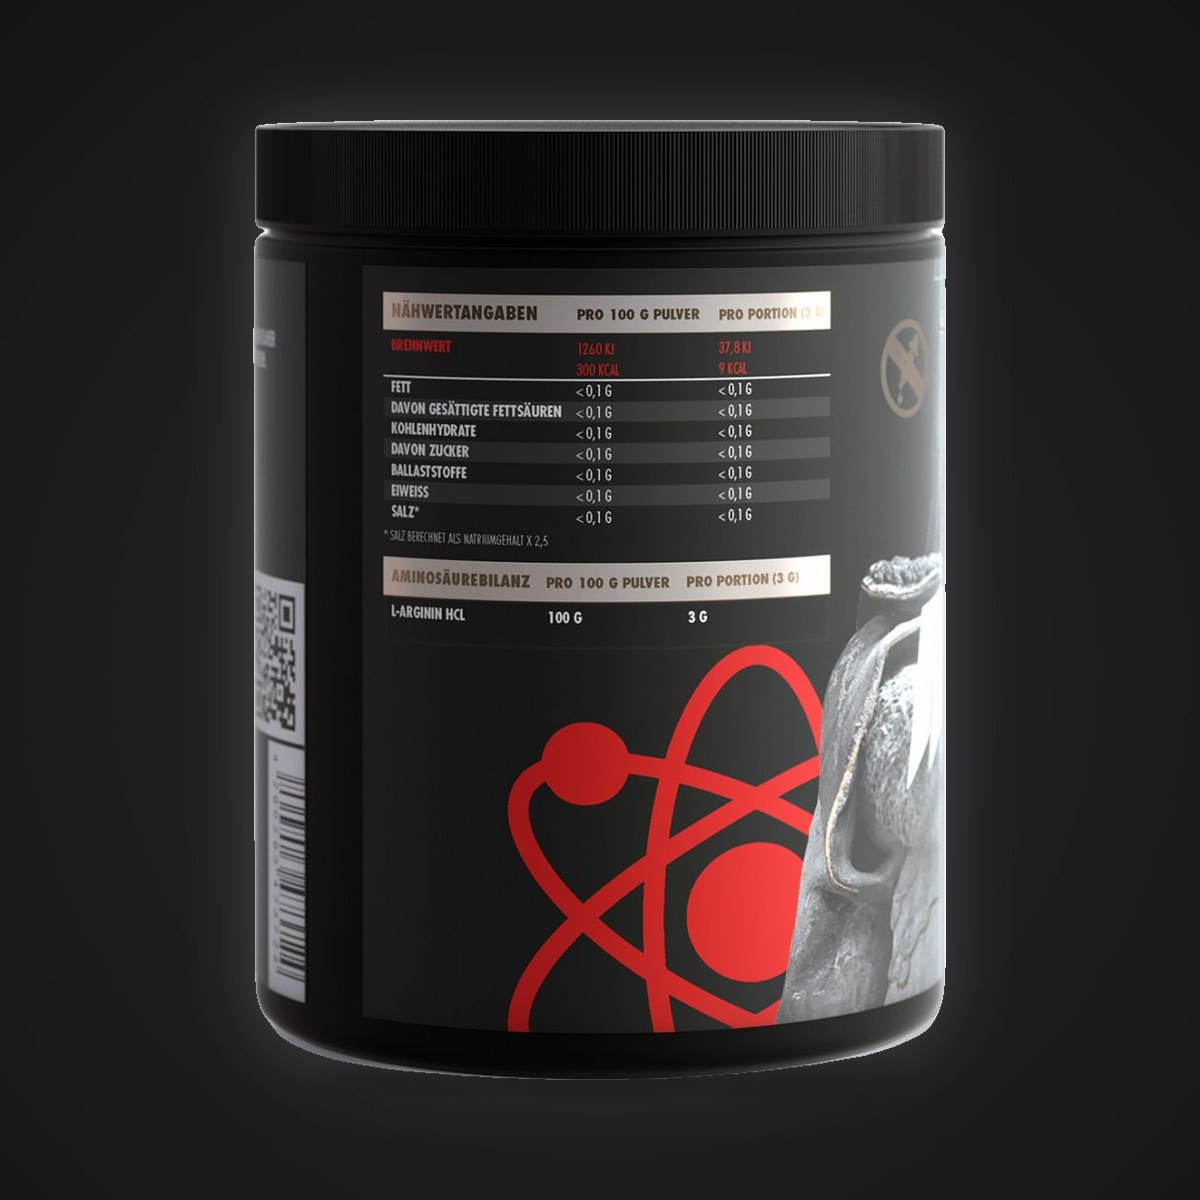 NÄHWERTANGABEN PRO 100 G PULVER PRO PORTION (3 G)
BRENNWERT 1260 KJ 37,8 KJ
300 KCAL 9 KCAL
FETT <0,1 G <0,1 G
DAVON GESÄTTIGTE FETTSÄUREN <0,1 G <0,1 G
KOHLENHYDRATE <0,1 G <0,1 G
DAVON ZUCKER <0,1 G <0,1 G
BALLASTSTOFFE <0,1 G <0,1 G
EIWEISS <0,1 G <0,1 G
SALZ* <0,1 G <0,1 G
* SALZ BERECHNET ALS NATRIUMGEHALT X 2,5
AMINOSÄUREBILANZ PRO 100 G PULVER PRO PORTION (3 G)
L-ARGININ HCL 100 G 3 G